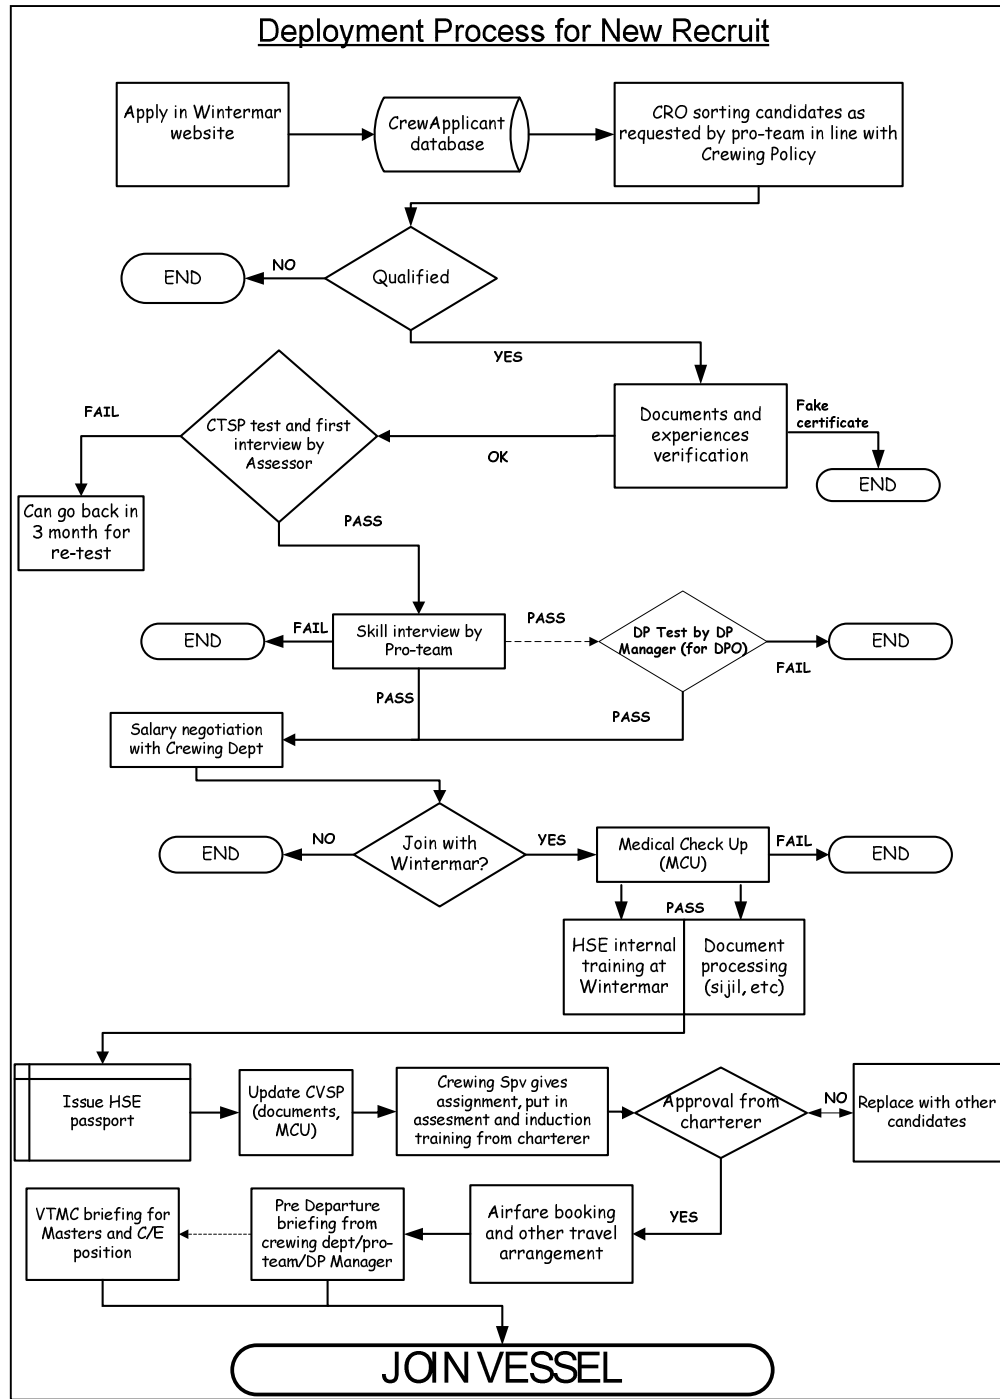 Deployment Process for New Recruit
Apply in Wintermar
website
CrewApplicant
database
CRO sorting candidates as
requested by pro-team in line with
Crewing Policy
Qualified
NO
END
YES
Documents and
experiences
verification
Fake
certificate
END
OK
CTSP test and first
interview by
Assessor
FAIL
Can go back in
3 month for
re-test
PASS
Skill interview by
Pro-team
FAIL
END
PASS
DP Test by DP
Manager (for DPO)
FAIL
END
PASS
PASS
Salary negotiation
with Crewing Dept
Join with
Wintermar?
NO
END
YES
Medical Check Up
(MCU)
FAIL
END
PASS
HSE internal
training at
Wintermar
Document
processing
(sijil, etc)
Issue HSE
passport
Update CVSP
(documents,
MCU)
Crewing Spv gives
assignment, put in
assesment and induction
training from charterer
Approval from
charterer
NO
Replace with other
candidates
YES
Airfare booking
and other travel
arrangement
Pre Departure
briefing from
crewing dept/pro-
team/DP Manager
VTMC briefing for
Masters and C/E
position
JOIN VESSEL